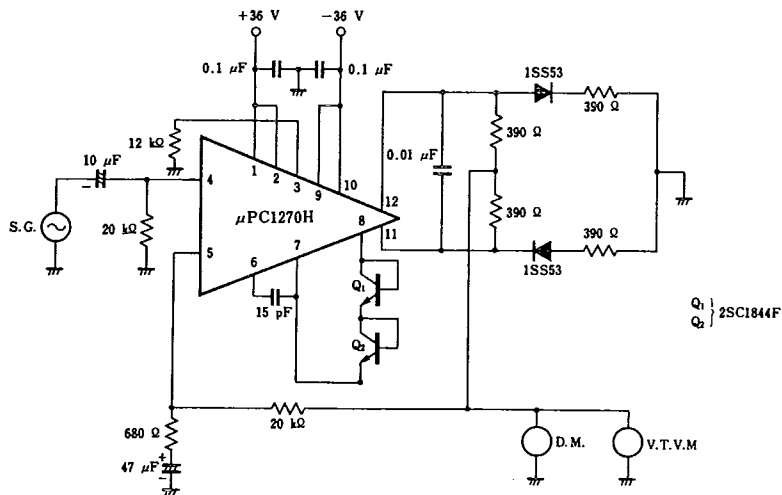 +36 V
−36 V
0.1 μF
0.1 μF
1SS53
390 Ω
12 kΩ
390 Ω
10 μF
−
0.01 μF
1
2
3
9
10
4
12
S.G.
20 kΩ
μPC1270H
8
11
390 Ω
390 Ω
5
7
1SS53
6
Q₁
15 pF
Q₁
Q₂
} 2SC1844F
Q₂
20 kΩ
680 Ω
D.M.
V.T.V.M
+
47 μF
−